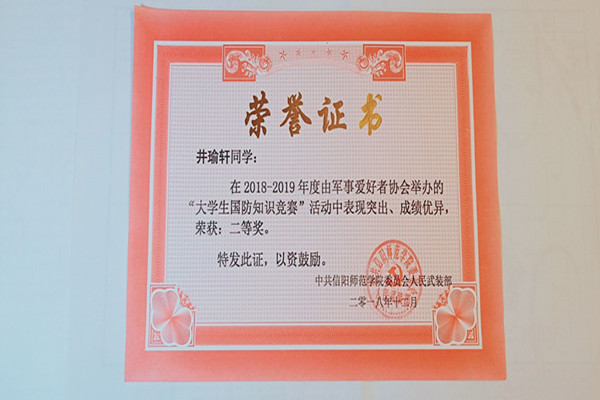 荣誉证书
井瑜轩同学：
在2018-2019年度由军事爱好者协会举办的
“大学生国防知识竞赛”活动中表现突出、成绩优异，
荣获：二等奖。
特发此证，以资鼓励。
中共信阳师范学院委员会人民武装部
二零一八年十二月